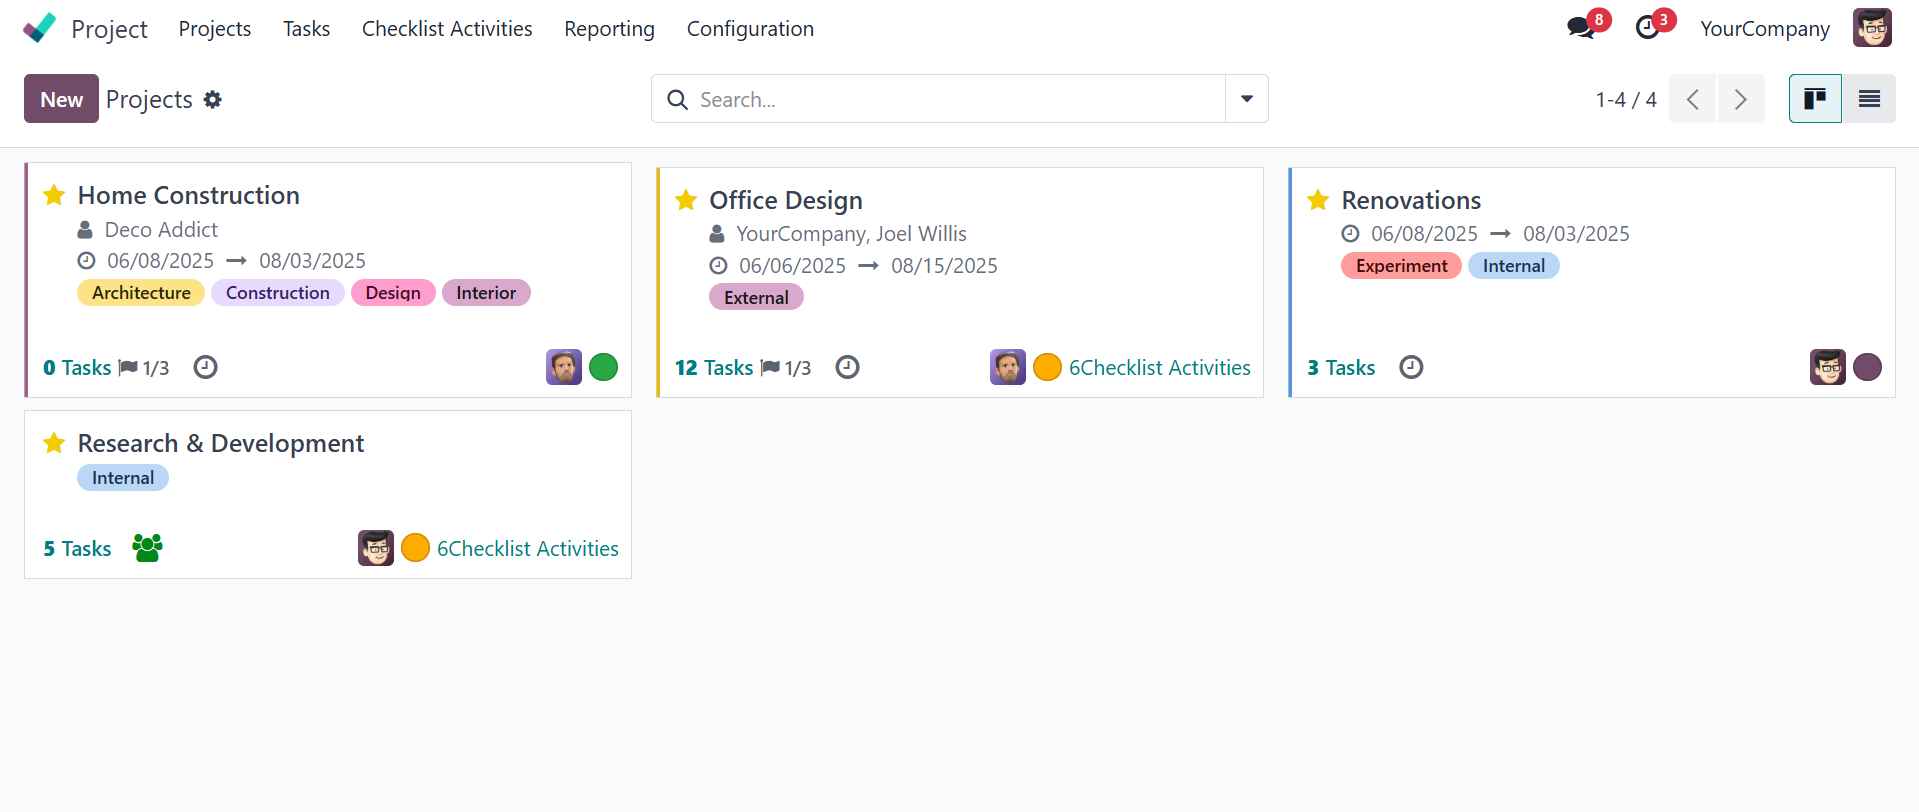 Project Projects Tasks Checklist Activities Reporting Configuration 8 3 YourCompany
New Projects Search... 1-4 / 4
Home Construction
Deco Addict
06/08/2025 → 08/03/2025
Architecture Construction Design Interior
0 Tasks 1/3
Office Design
YourCompany, Joel Willis
06/06/2025 → 08/15/2025
External
12 Tasks 1/3 6Checklist Activities
Renovations
06/08/2025 → 08/03/2025
Experiment Internal
3 Tasks
Research & Development
Internal
5 Tasks 6Checklist Activities